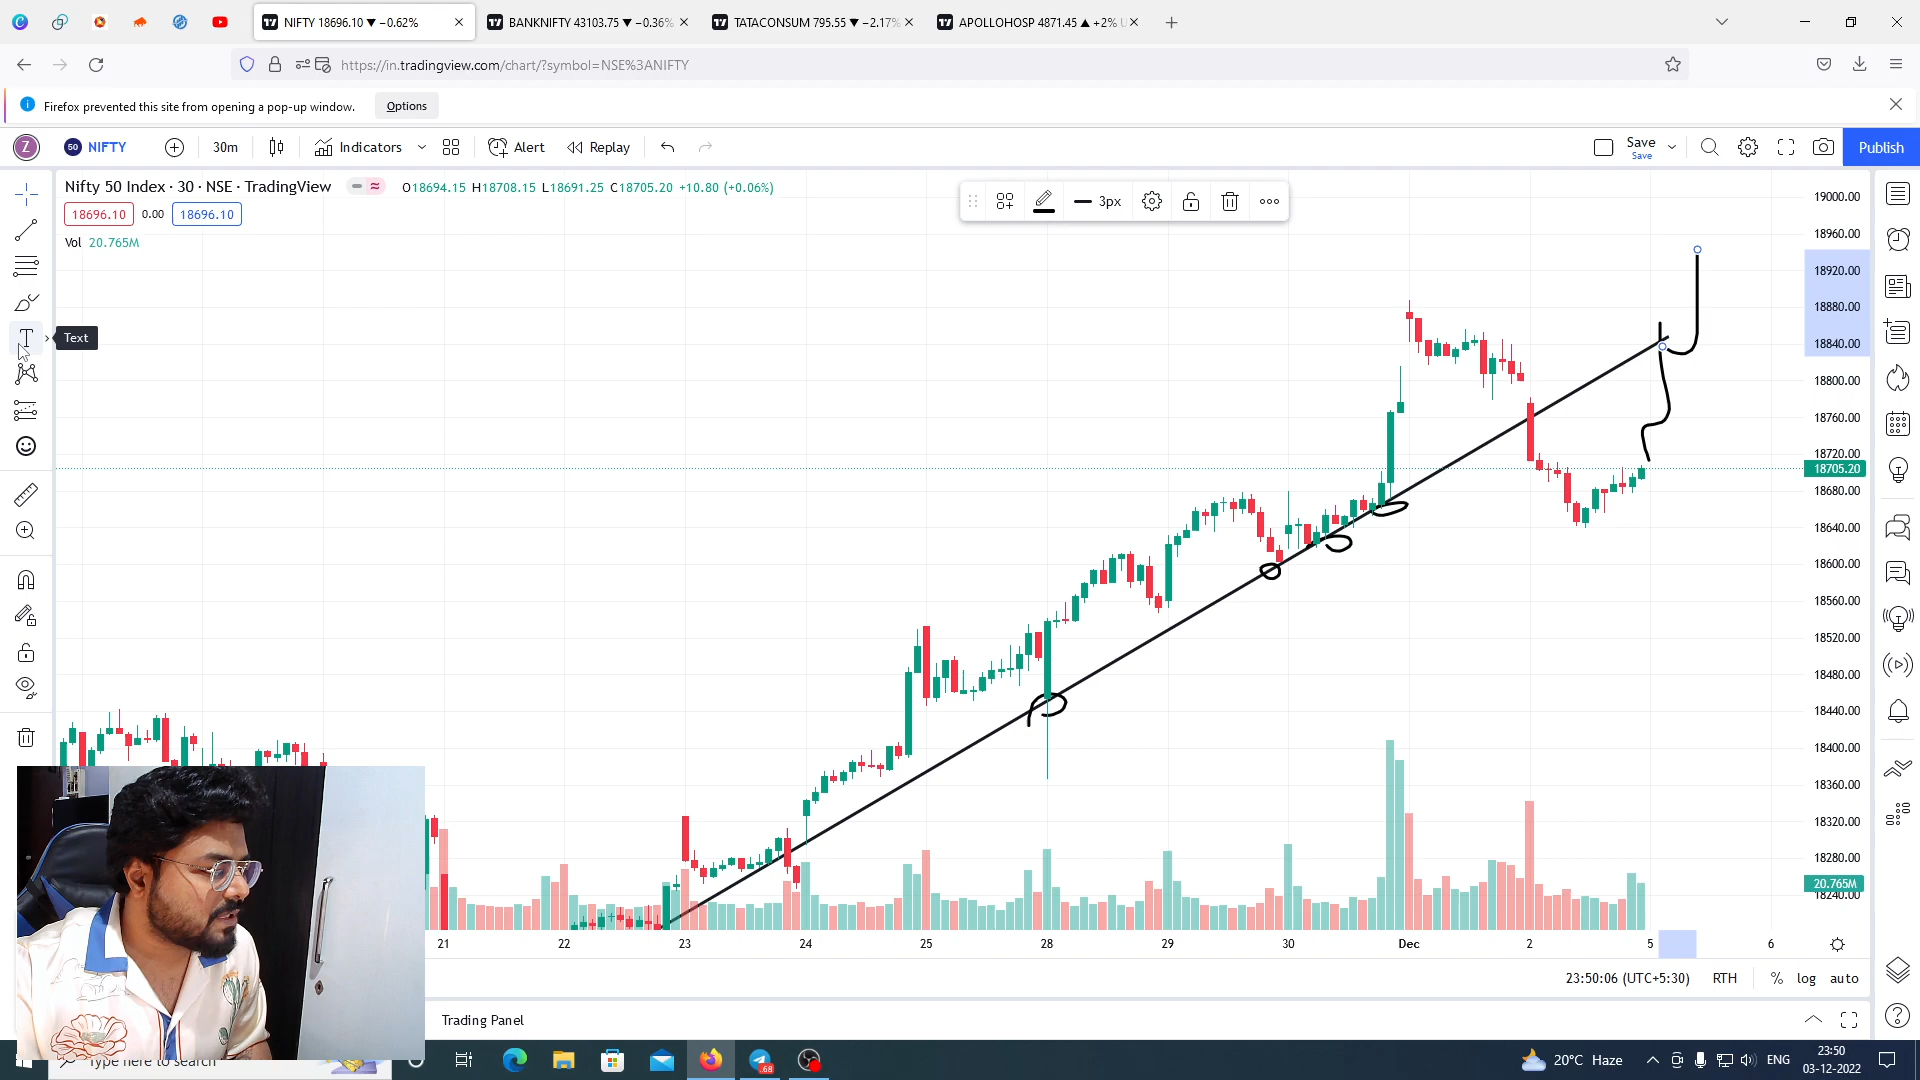 NIFTY 18696.10 ▼ −0.62%
BANKNIFTY 43103.75 ▼ −0.36%
TATACONSUM 795.55 ▼ −2.17%
APOLLOHOSP 4871.45 ▲ +2% U
https://in.tradingview.com/chart/?symbol=NSE%3ANIFTY
Firefox prevented this site from opening a pop-up window.
Options
Z
50 NIFTY
30m
Indicators
Alert
Replay
Save
Save
Publish
Nifty 50 Index · 30 · NSE · TradingView
O18694.15 H18708.15 L18691.25 C18705.20 +10.80 (+0.06%)
18696.10 0.00 18696.10
Vol 20.765M
3px
Text
19000.00
18960.00
18920.00
18880.00
18840.00
18800.00
18760.00
18720.00
18705.20
18680.00
18640.00
18600.00
18560.00
18520.00
18480.00
18440.00
18400.00
18360.00
18320.00
18280.00
20.765M
18240.00
21 22 23 24 25 28 29 30 Dec 2 5 6
23:50:06 (UTC+5:30) RTH % log auto
Trading Panel
Type here to search
.68
20°C Haze
ENG
23:50
03-12-2022